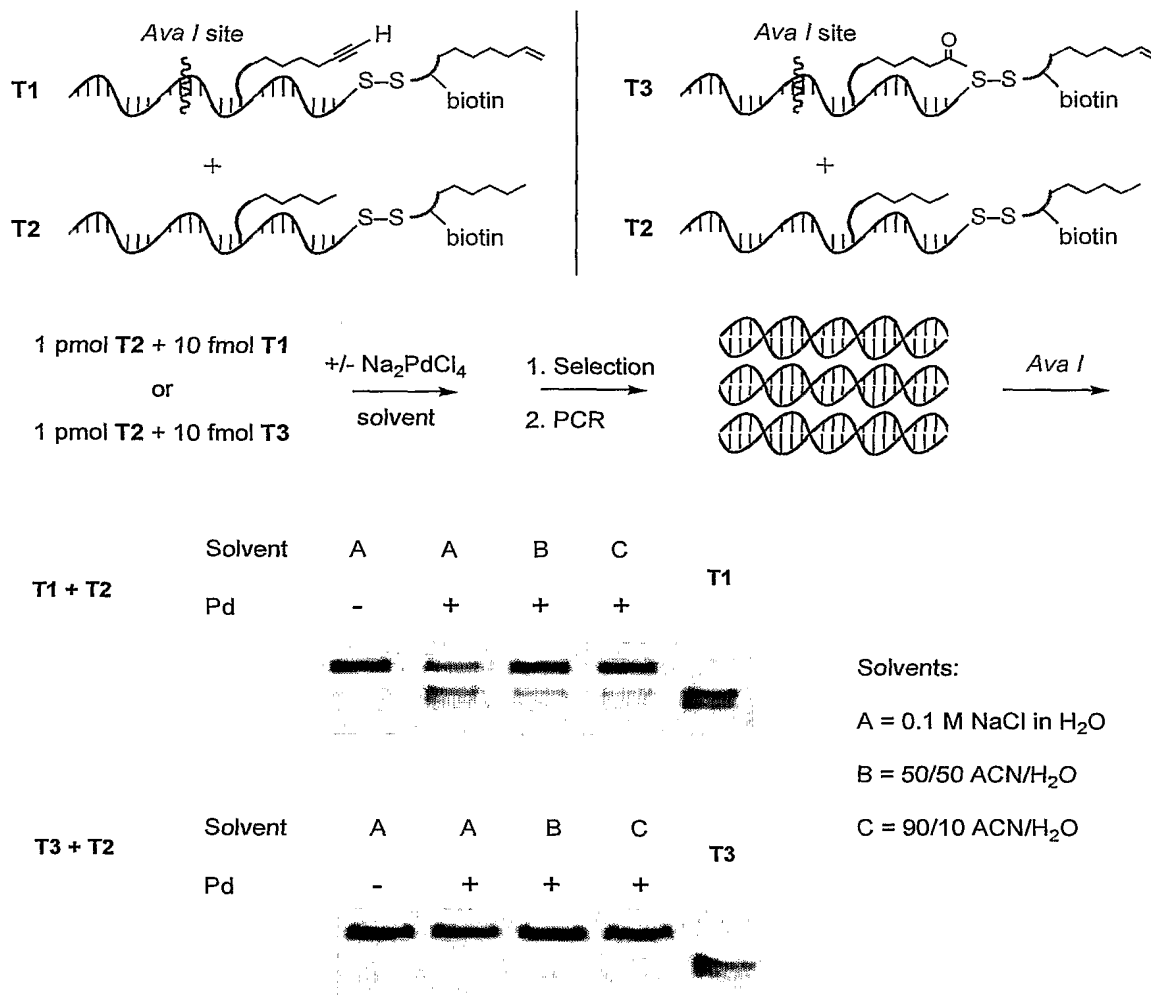 Ava I site
H
T1
S–S
biotin
+
T2
S–S
biotin
Ava I site
O
T3
S–S
biotin
+
T2
S–S
biotin
1 pmol T2 + 10 fmol T1
or
1 pmol T2 + 10 fmol T3
+/- Na₂PdCl₄
solvent
1. Selection
2. PCR
Ava I
Solvent A A B C
T1 + T2
T1
Pd - + + +
Solvents:
A = 0.1 M NaCl in H₂O
B = 50/50 ACN/H₂O
C = 90/10 ACN/H₂O
Solvent A A B C
T3 + T2
T3
Pd - + + +